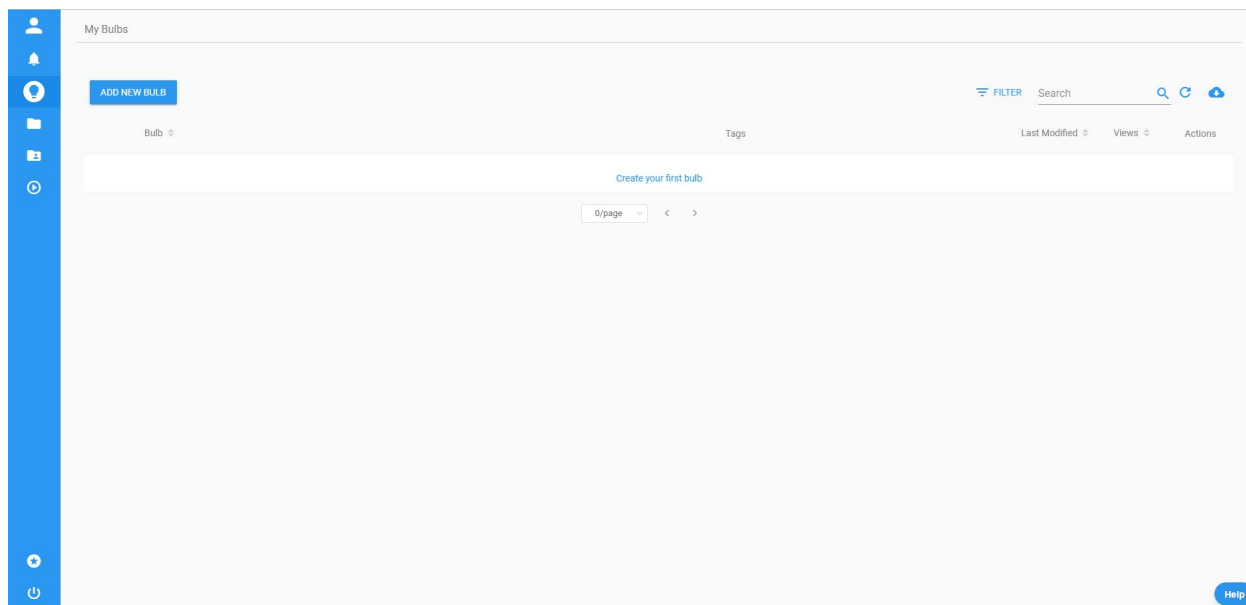 My Bulbs
ADD NEW BULB
FILTER
Search
Bulb
Tags
Last Modified
Views
Actions
Create your first bulb
0/page
Help